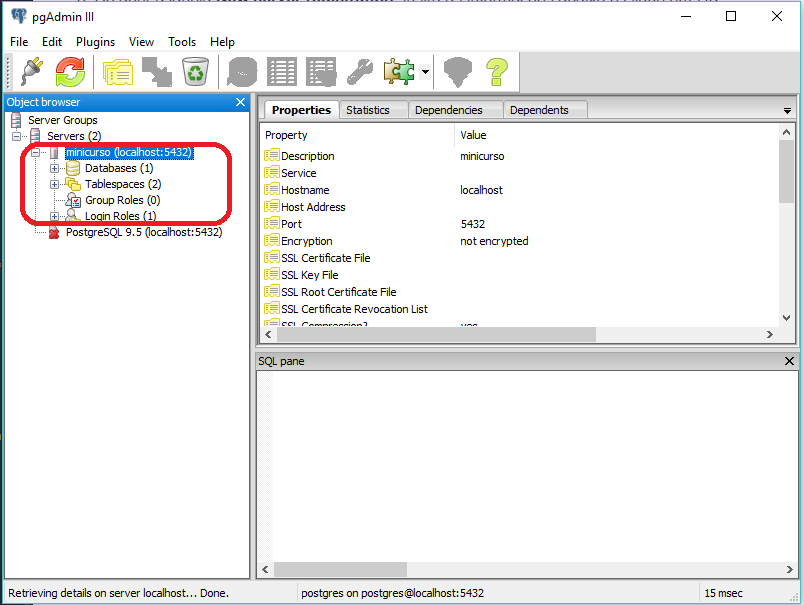 pgAdmin III
File Edit Plugins View Tools Help
Object browser
Server Groups
Servers (2)
minicurso (localhost:5432)
Databases (1)
Tablespaces (2)
Group Roles (0)
Login Roles (1)
PostgreSQL 9.5 (localhost:5432)
Properties Statistics Dependencies Dependents
Property Value
Description minicurso
Service
Hostname localhost
Host Address
Port 5432
Encryption not encrypted
SSL Certificate File
SSL Key File
SSL Root Certificate File
SSL Certificate Revocation List
SSL Compression? yes
SQL pane
Retrieving details on server localhost... Done. postgres on postgres@localhost:5432 15 msec